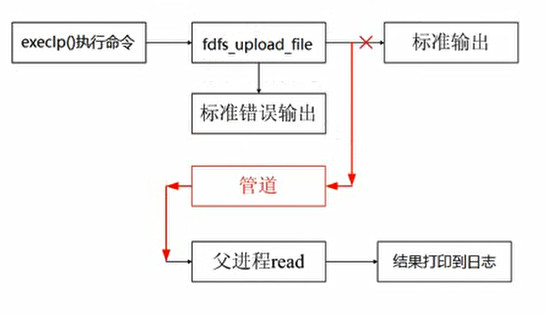 execlp()执行命令
fdfs_upload_file
标准输出
标准错误输出
管道
父进程read
结果打印到日志